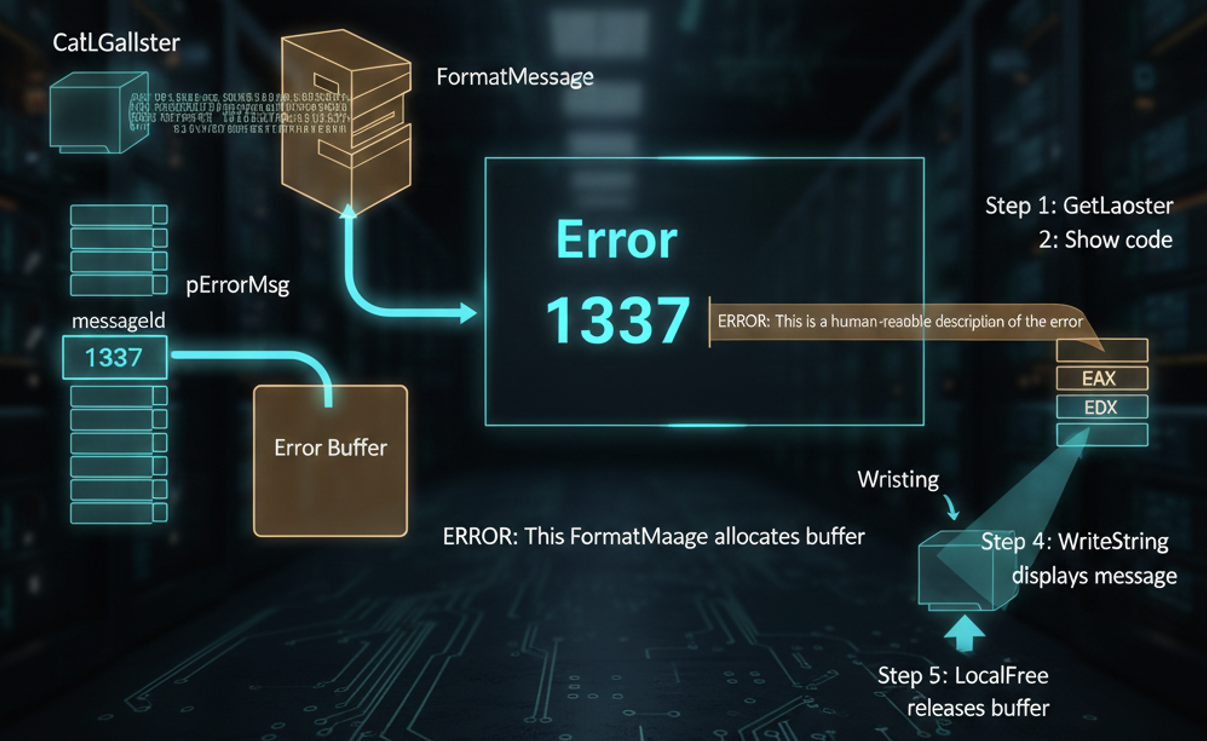 CatLGallster
FormatMessage
Step 1: GetLaoster
2: Show code
pErrorMsg
messageld
1337
Error
1337
ERROR: This is a human-reaoble description of the error
EAX
EDX
Error Buffer
Wristing
ERROR: This FormatMaage allocates buffer
Step 4: WriteString
displays message
Step 5: LocalFree
releases buffer